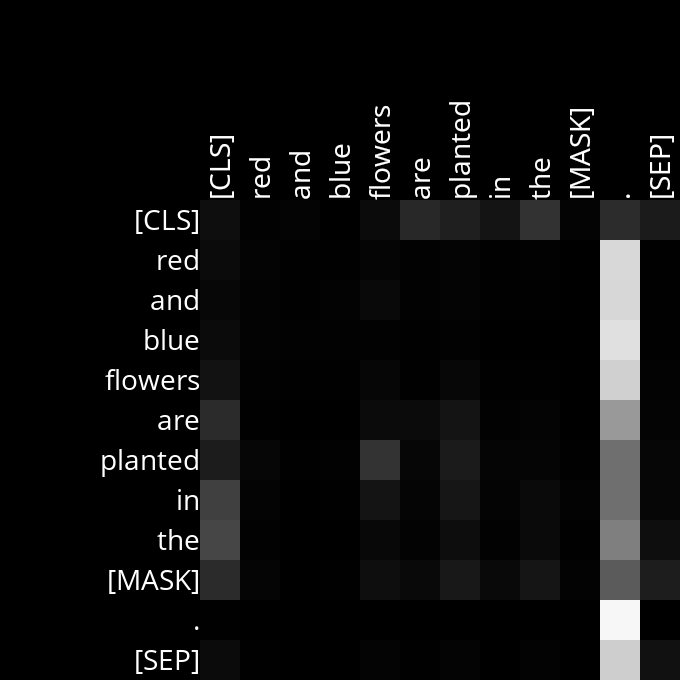 [CLS] red and blue flowers are planted in the [MASK] . [SEP]
[CLS]
red
and
blue
flowers
are
planted
in
the
[MASK]
.
[SEP]